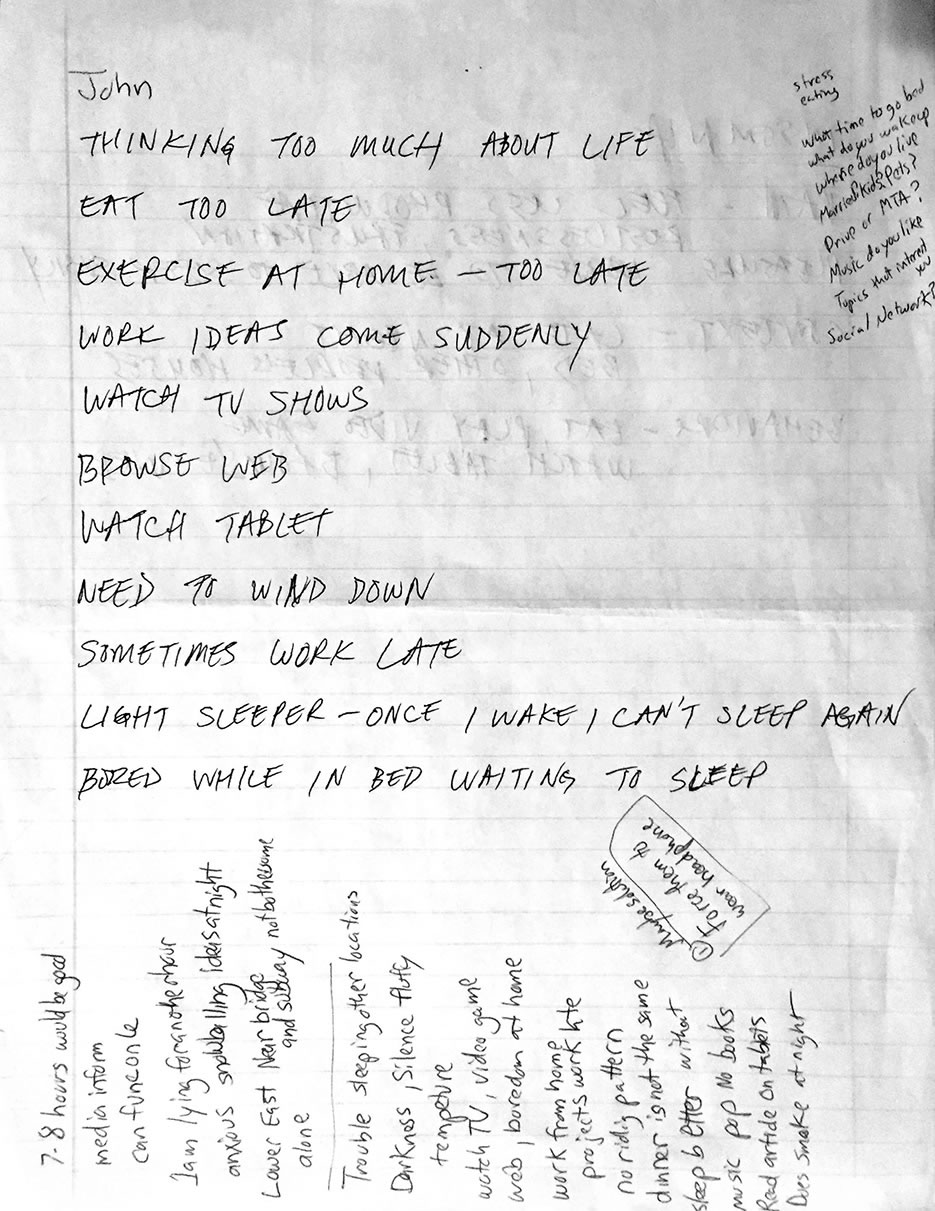 John
THINKING TOO MUCH ABOUT LIFE
EAT TOO LATE
EXERCISE AT HOME - TOO LATE
WORK IDEAS COME SUDDENLY
WATCH TV SHOWS
BROWSE WEB
WATCH TABLET
NEED TO WIND DOWN
SOMETIMES WORK LATE
LIGHT SLEEPER - ONCE I WAKE I CAN'T SLEEP AGAIN
BORED WHILE IN BED WAITING TO SLEEP
stress
eating
what time to go bed
what do you wakeup
where do you live
Married? Kids, Pets?
Drive or MTA?
Music do you like
Topics that interest
you
Social Network?
Maybe solution
① Force them to
wear headphone
7-8 hours would be good
media inform
can
I am lying for another hour
anxious snowballing ideas at night
Lower East Near bridge
and subway not bothersome
alone
Trouble sleeping other locations
Darkness, Silence fluffy
tempeture
watch TV, video game
web, boredom at home
work from home
projects work late
no riding pattern
dinner is not the same
sleep better without
music pop No books
Read article on tablets
Does Smoke at night